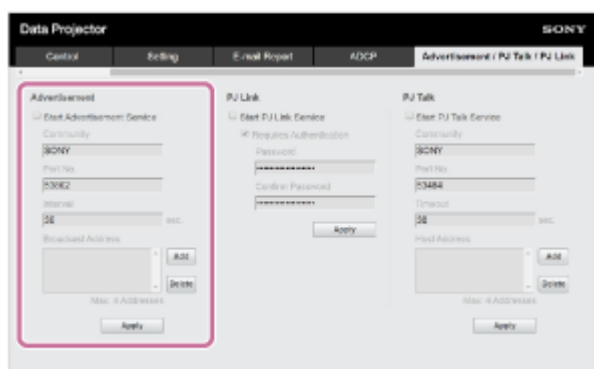 Data Projector
SONY
Control
Setting
E-mail Report
ADCP
Advertisement / PJ Talk / PJ Link
Advertisement
Start Advertisement Service
Community
SONY
Port No.
53862
Interval
30
sec.
Broadcast Address
Add
Delete
Max: 4 Addresses
Apply
PJ Link
Start PJ Link Service
Requires Authentication
Password
Confirm Password
Apply
PJ Talk
Start PJ Talk Service
Community
SONY
Port No.
53484
Timeout
30
sec.
Host Address
Add
Delete
Max: 4 Addresses
Apply